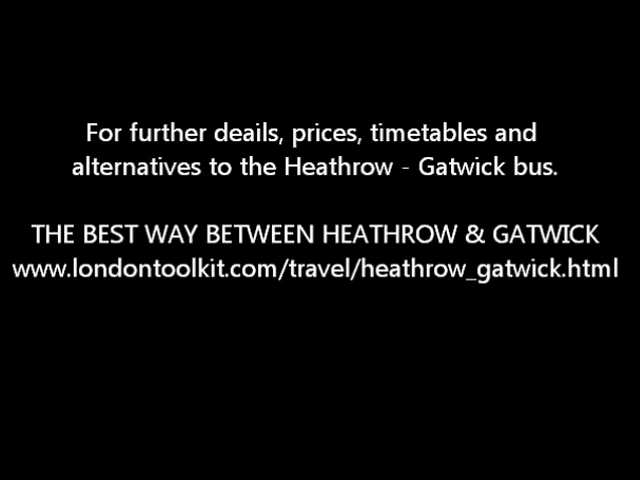 For further deails, prices, timetables and
alternatives to the Heathrow - Gatwick bus.
THE BEST WAY BETWEEN HEATHROW & GATWICK
www.londontoolkit.com/travel/heathrow_gatwick.html